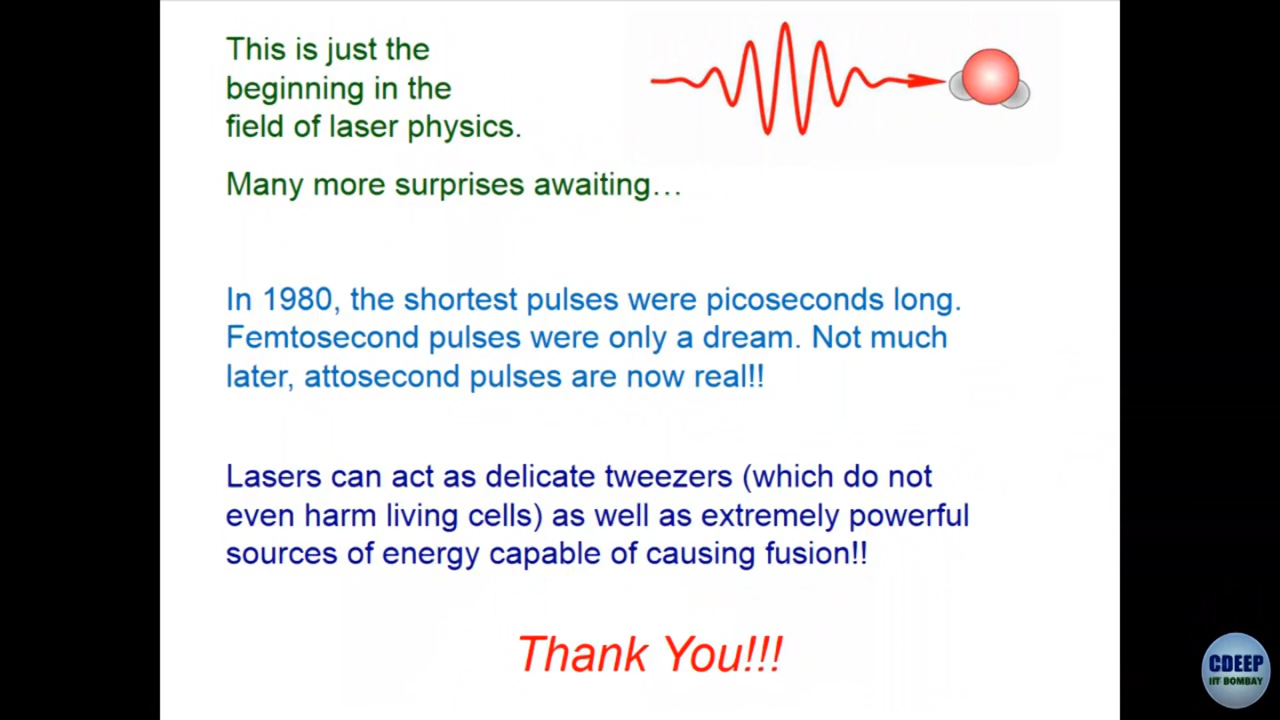 This is just the
beginning in the
field of laser physics.
Many more surprises awaiting…
In 1980, the shortest pulses were picoseconds long.
Femtosecond pulses were only a dream. Not much
later, attosecond pulses are now real!!
Lasers can act as delicate tweezers (which do not
even harm living cells) as well as extremely powerful
sources of energy capable of causing fusion!!
Thank You!!!
CDEEP
IIT BOMBAY